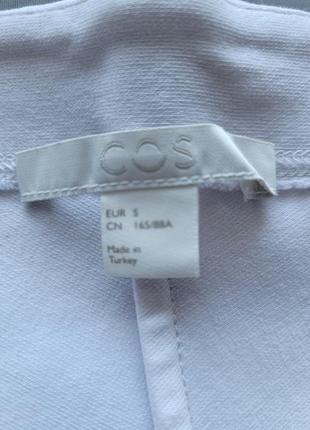 COS
EUR S
CN 165/88A
Made in
Turkey